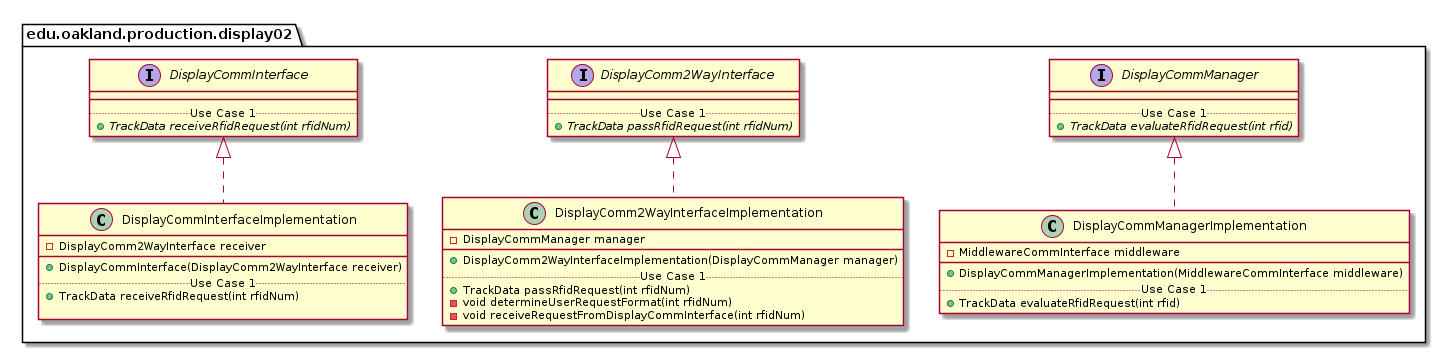 edu.oakland.production.display02
I DisplayCommInterface
Use Case 1
TrackData receiveRfidRequest(int rfidNum)
I DisplayComm2WayInterface
Use Case 1
TrackData passRfidRequest(int rfidNum)
I DisplayCommManager
Use Case 1
TrackData evaluateRfidRequest(int rfid)
C DisplayCommInterfaceImplementation
DisplayComm2WayInterface receiver
DisplayCommInterface(DisplayComm2WayInterface receiver)
Use Case 1
TrackData receiveRfidRequest(int rfidNum)
C DisplayComm2WayInterfaceImplementation
DisplayCommManager manager
DisplayComm2WayInterfaceImplementation(DisplayCommManager manager)
Use Case 1
TrackData passRfidRequest(int rfidNum)
void determineUserRequestFormat(int rfidNum)
void receiveRequestFromDisplayCommInterface(int rfidNum)
C DisplayCommManagerImplementation
MiddlewareCommInterface middleware
DisplayCommManagerImplementation(MiddlewareCommInterface middleware)
Use Case 1
TrackData evaluateRfidRequest(int rfid)